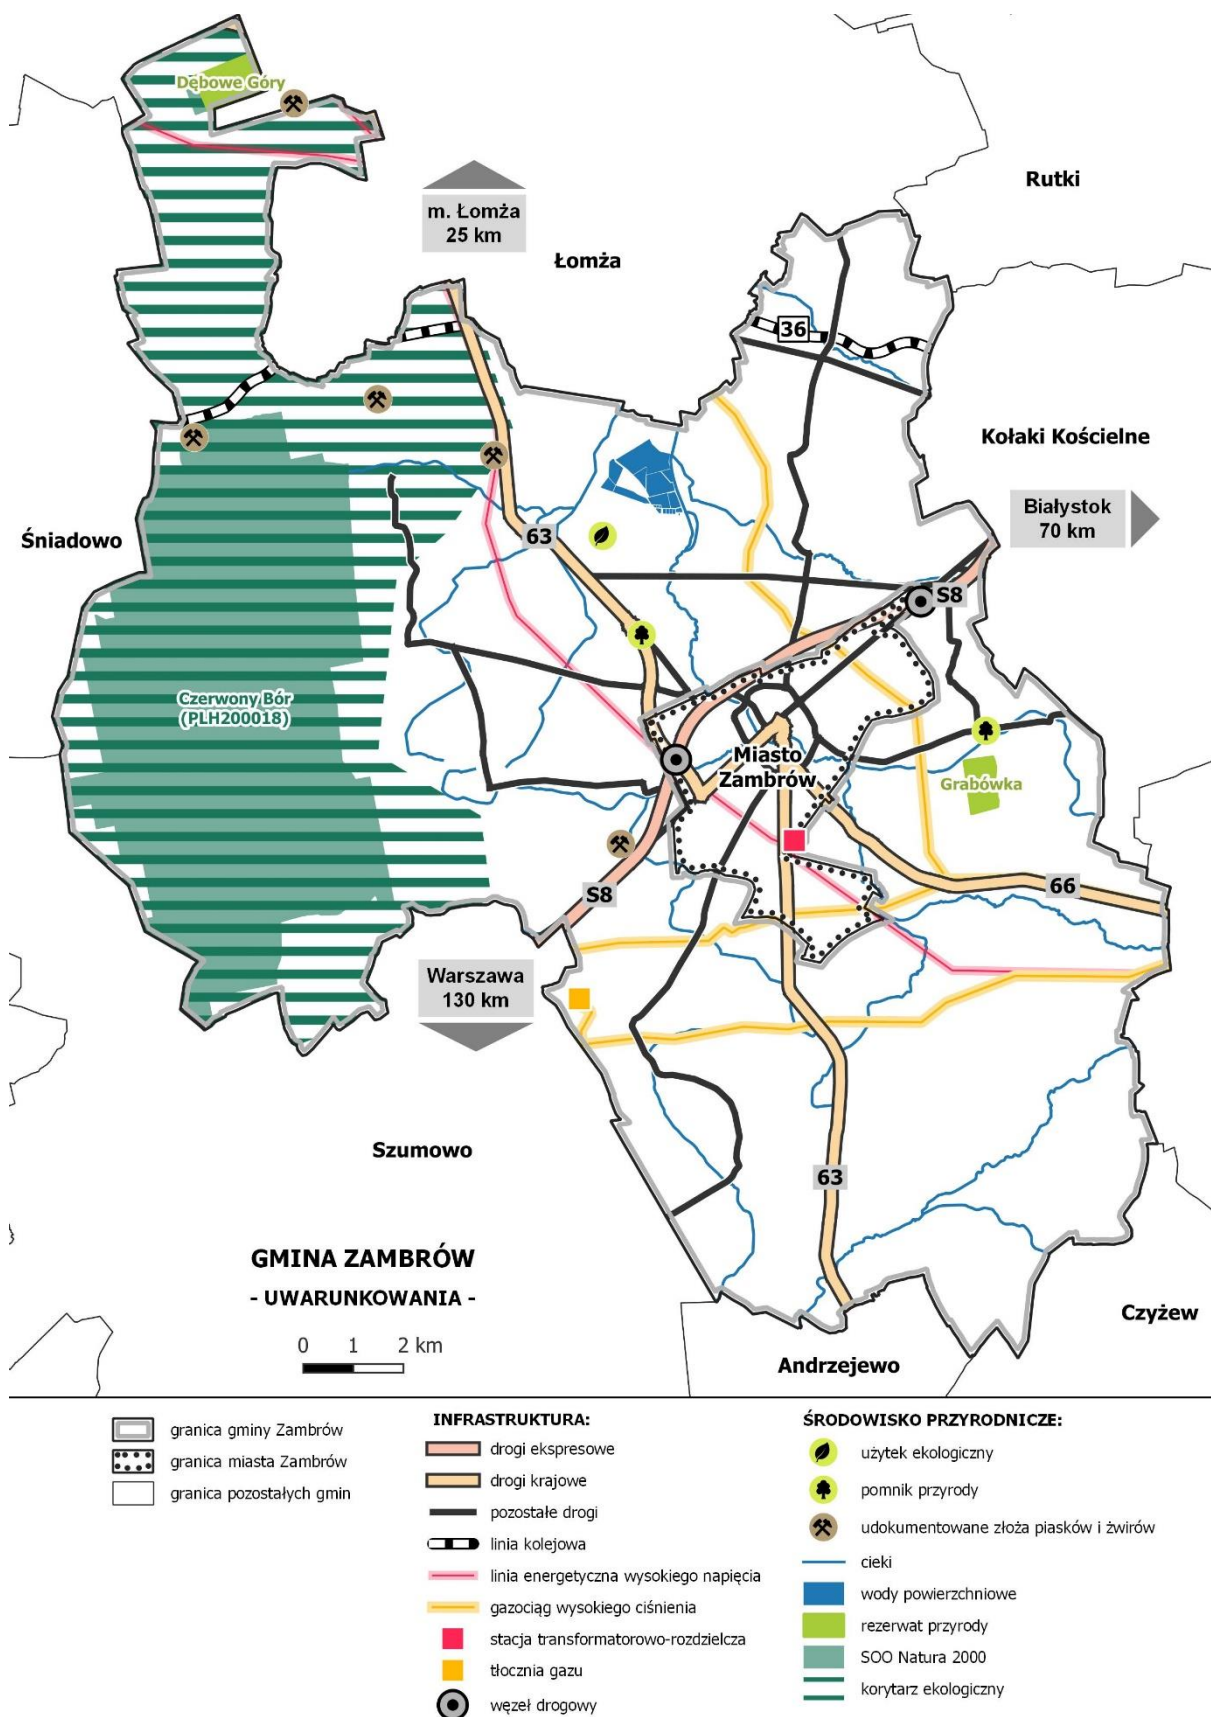 Dębowe Góry
Rutki
m. Łomża
25 km
Łomża
36
Kołaki Kościelne
Białystok
70 km
Śniadowo
63
S8
Czerwony Bór
(PLH200018)
Miasto
Zambrów
Grabówka
S8
66
Warszawa
130 km
Szumowo
63
GMINA ZAMBRÓW
- UWARUNKOWANIA -
0 1 2 km
Czyżew
Andrzejewo
granica gminy Zambrów
granica miasta Zambrów
granica pozostałych gmin
INFRASTRUKTURA:
drogi ekspresowe
drogi krajowe
pozostałe drogi
linia kolejowa
linia energetyczna wysokiego napięcia
gazociąg wysokiego ciśnienia
stacja transformatorowo-rozdzielcza
tłocznia gazu
węzeł drogowy
ŚRODOWISKO PRZYRODNICZE:
użytek ekologiczny
pomnik przyrody
udokumentowane złoża piasków i żwirów
cieki
wody powierzchniowe
rezerwat przyrody
SOO Natura 2000
korytarz ekologiczny